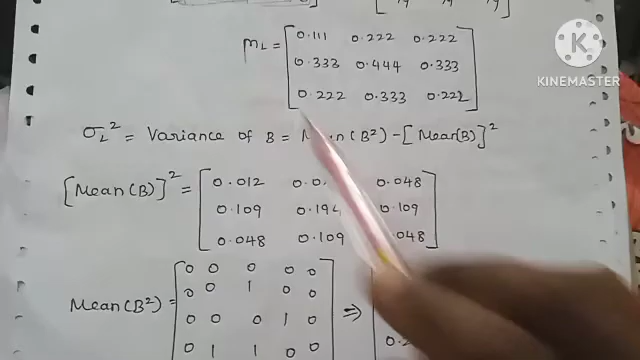 KINEMASTER
mL = [ 0.111 0.222 0.222
0.333 0.444 0.333
0.222 0.333 0.222 ]
σL² = Variance of B = Mean(B²) - [Mean(B)]²
[Mean(B)]² = [ 0.012 0.048
0.109 0.109
0.048 0.109 .048 ]
Mean(B²) = [ 0 0 0 0 0
0 0 1 0 0
0 0 0 1 0
0 1 1 0 0 ⇒